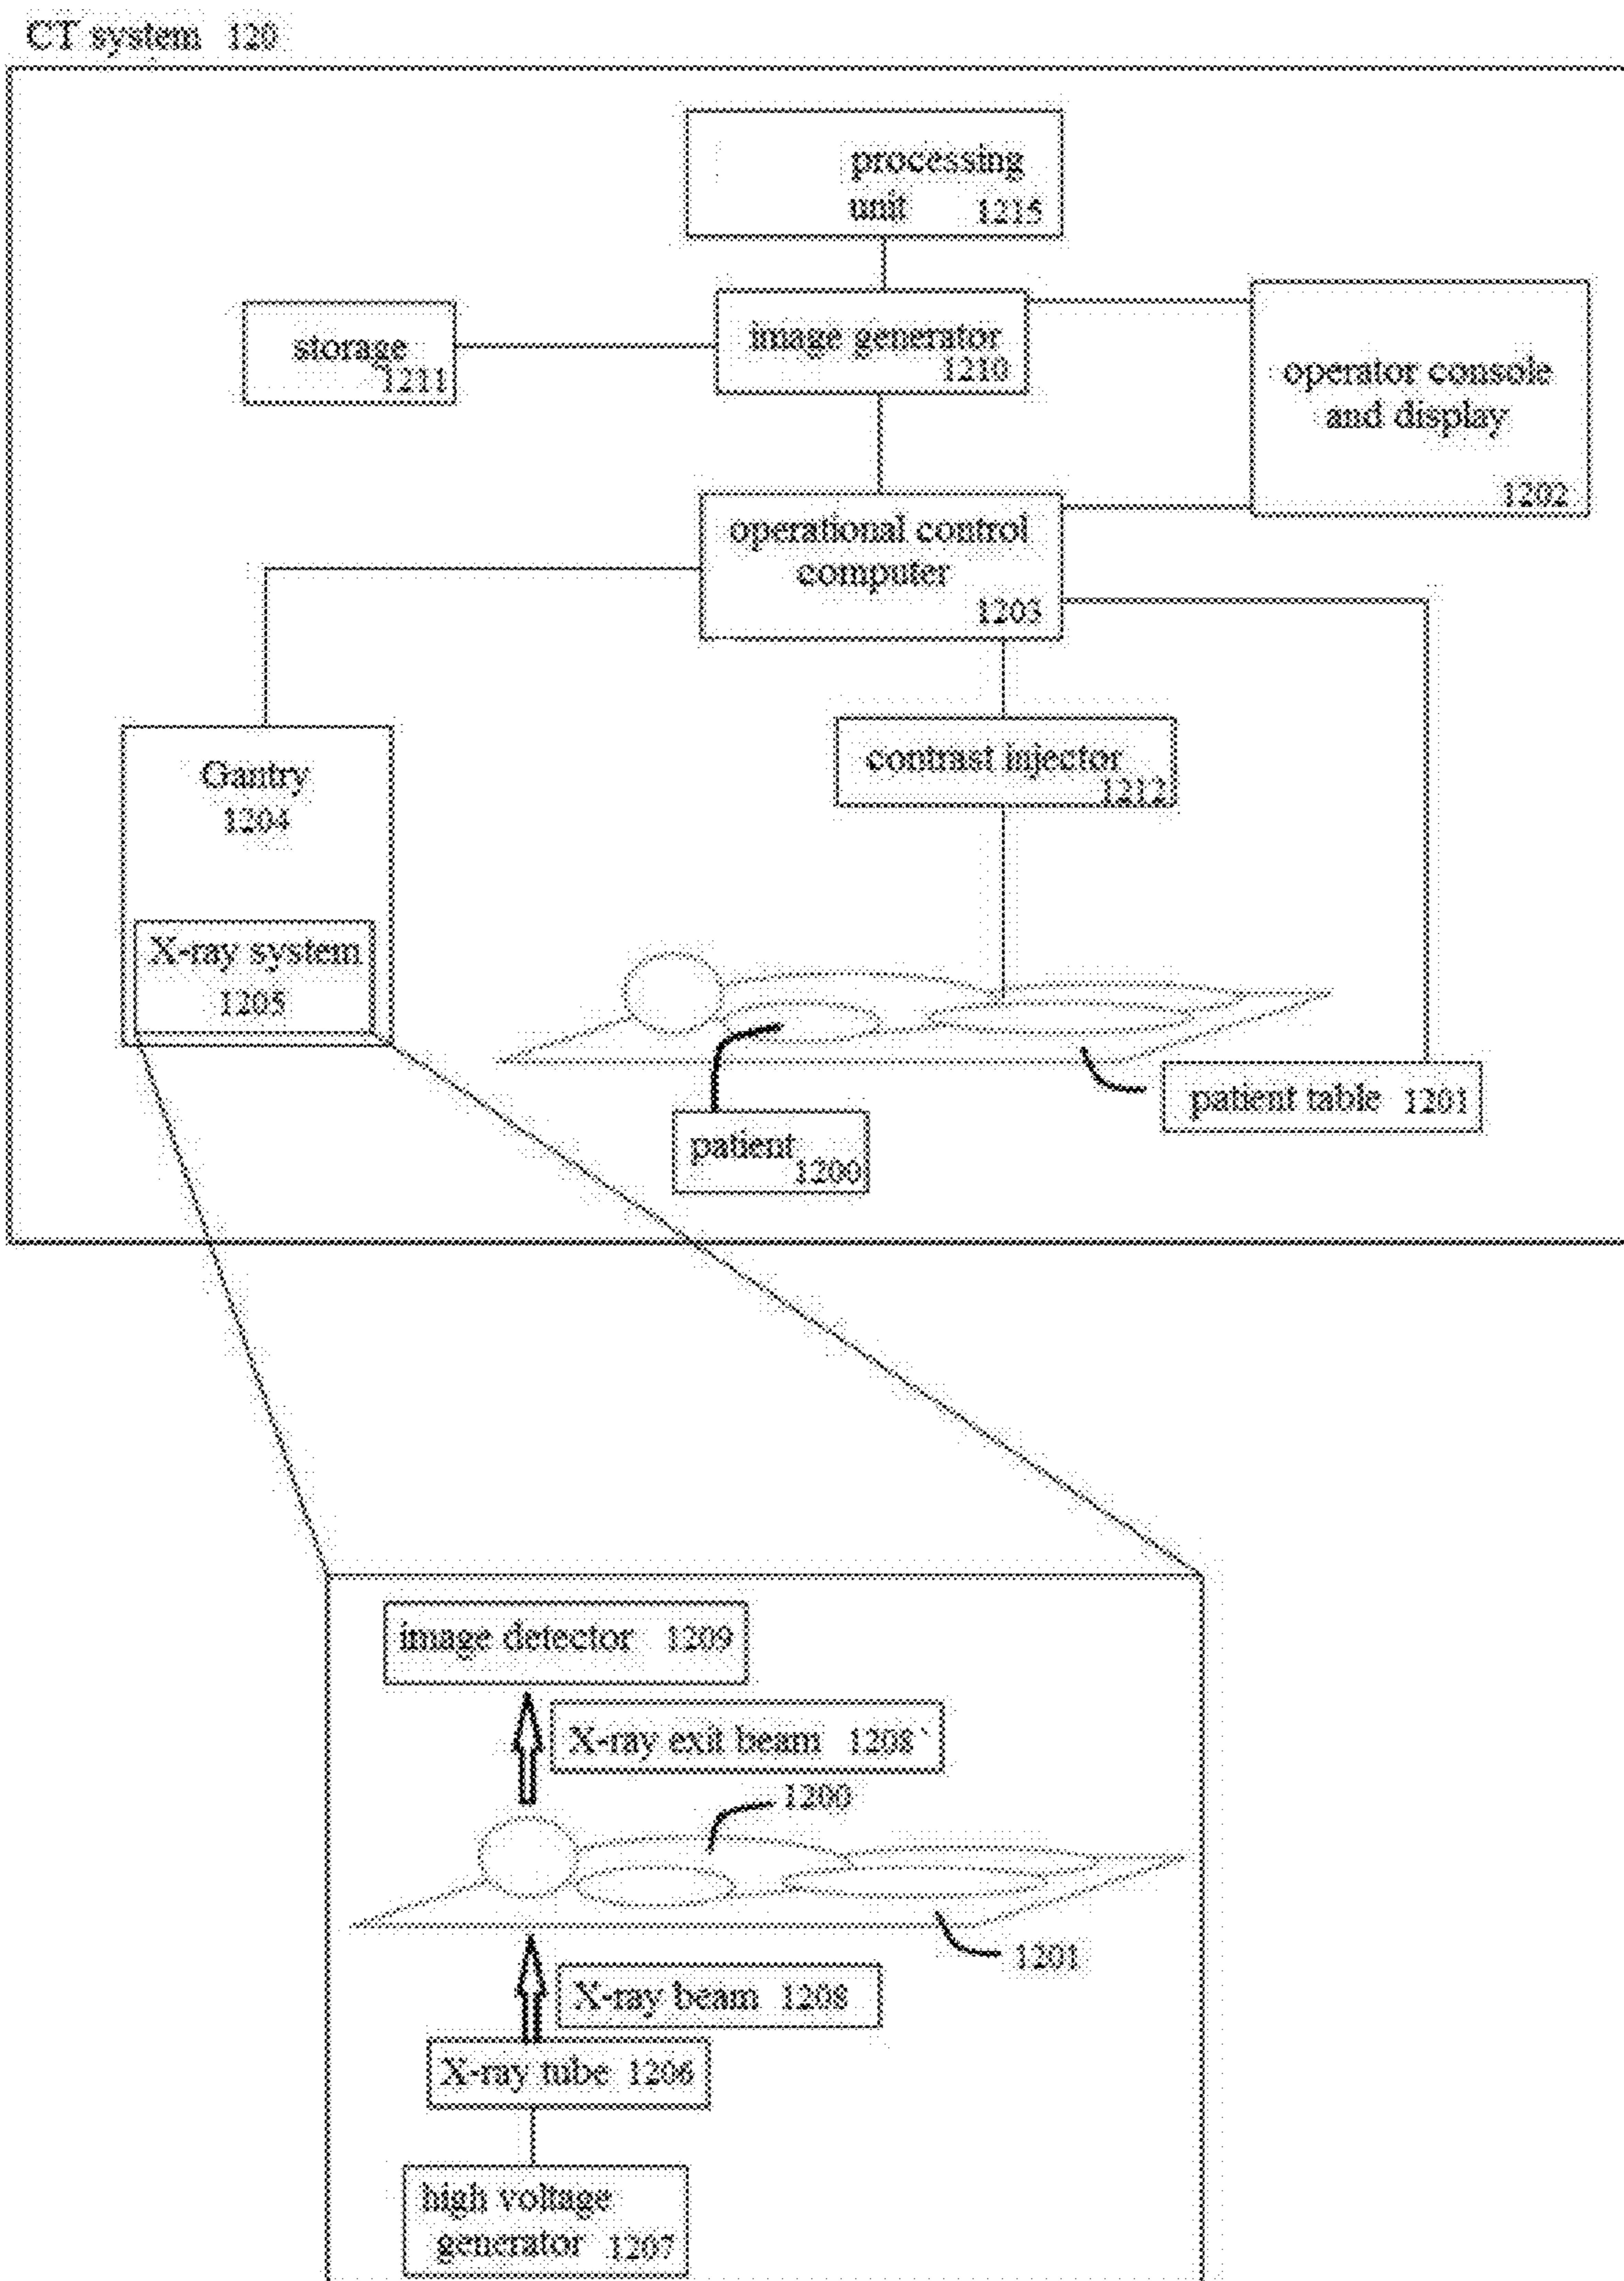 CT system 120
processing
unit 1215
storage
1211
image generator
1210
operator console
and display
1202
operational control
computer
1203
Gantry
1204
contrast injector
1212
X-ray system
1205
patient table 1201
patient
1200
image detector 1209
X-ray exit beam 1208`
1200
1201
X-ray beam 1208
X-ray tube 1206
high voltage
generator 1207